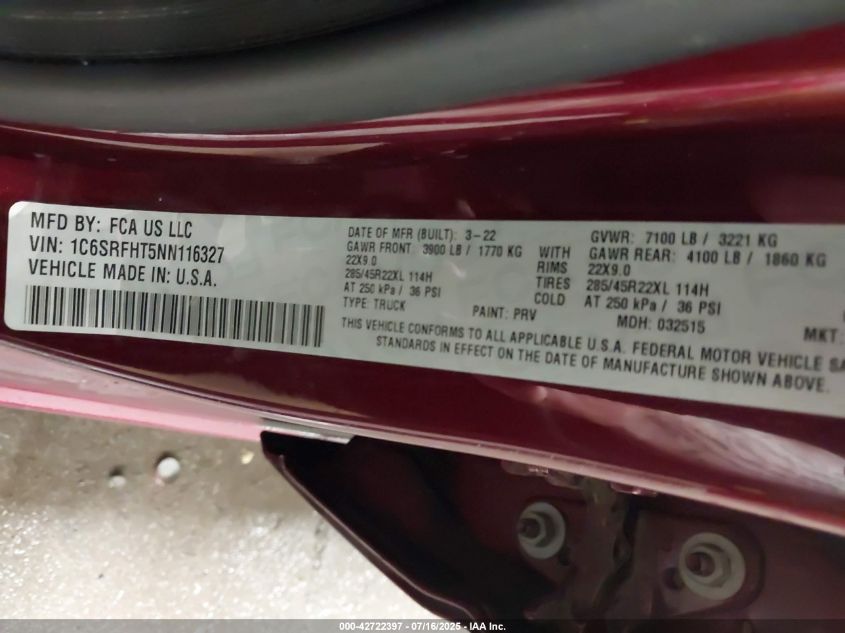 MFD BY: FCA US LLC
VIN: 1C6SRFHT5NN116327
VEHICLE MADE IN: U.S.A.
DATE OF MFR (BUILT): 3-22 GVWR: 7100 LB / 3221 KG
GAWR FRONT: 3900 LB / 1770 KG WITH GAWR REAR: 4100 LB / 1860 KG
22X9.0 RIMS 22X9.0
285/45R22XL 114H TIRES 285/45R22XL 114H
AT 250 kPa / 36 PSI COLD AT 250 kPa / 36 PSI
TYPE: TRUCK PAINT: PRV MDH: 032515 MKT:
THIS VEHICLE CONFORMS TO ALL APPLICABLE U.S.A. FEDERAL MOTOR VEHICLE SA
STANDARDS IN EFFECT ON THE DATE OF MANUFACTURE SHOWN ABOVE.
000-42722397 - 07/16/2025 - IAA Inc.